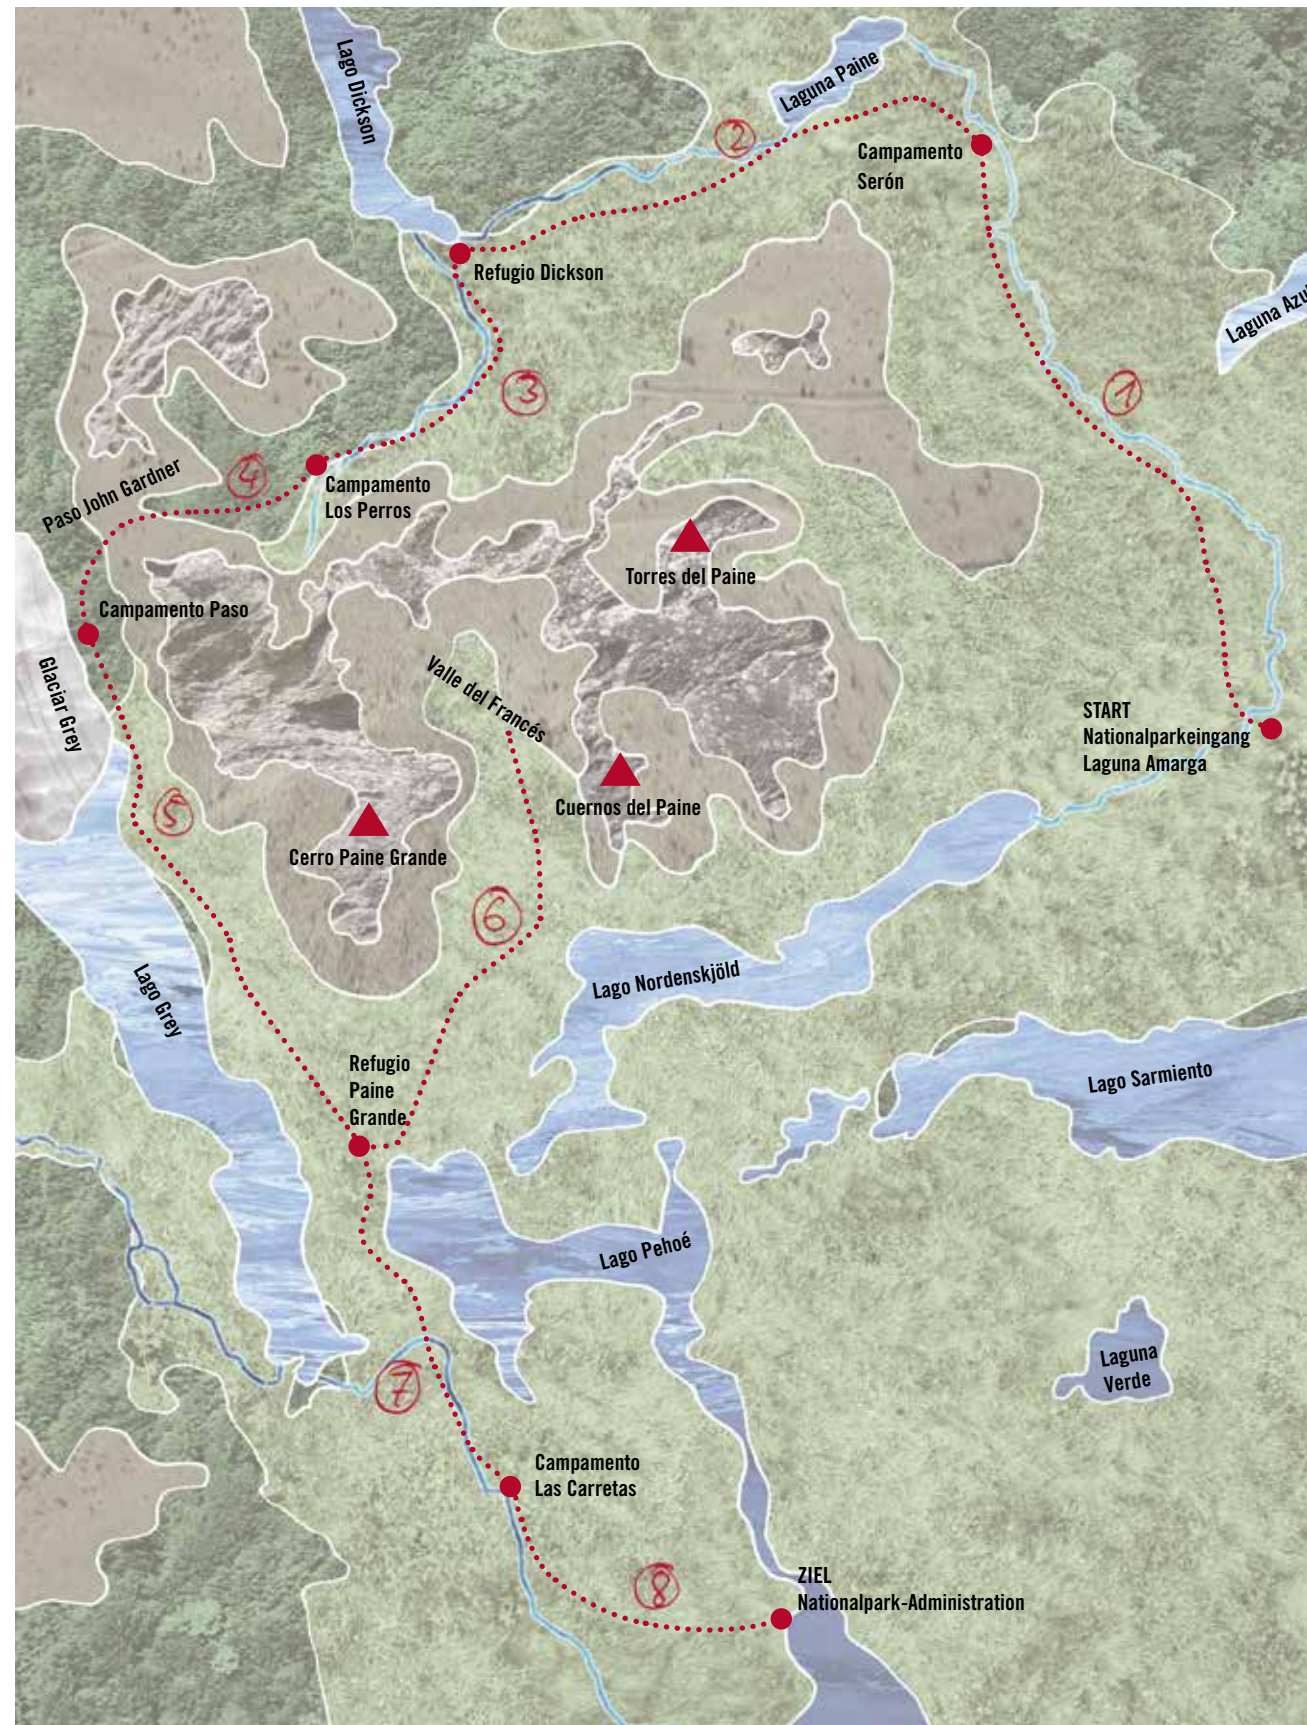 Lago Dickson
Laguna Paine
②
Campamento
Serón
Refugio Dickson
Laguna Azul
③
①
Paso John Gardner
④
Campamento
Los Perros
Torres del Paine
Campamento Paso
Glaciar Grey
Valle del Francés
START
Nationalparkeingang
Laguna Amarga
⑤
Cuernos del Paine
Cerro Paine Grande
⑥
Lago Nordenskjöld
Lago Grey
Refugio
Paine
Grande
Lago Sarmiento
Lago Pehoé
Laguna
Verde
⑦
Campamento
Las Carretas
⑧
ZIEL
Nationalpark-Administration